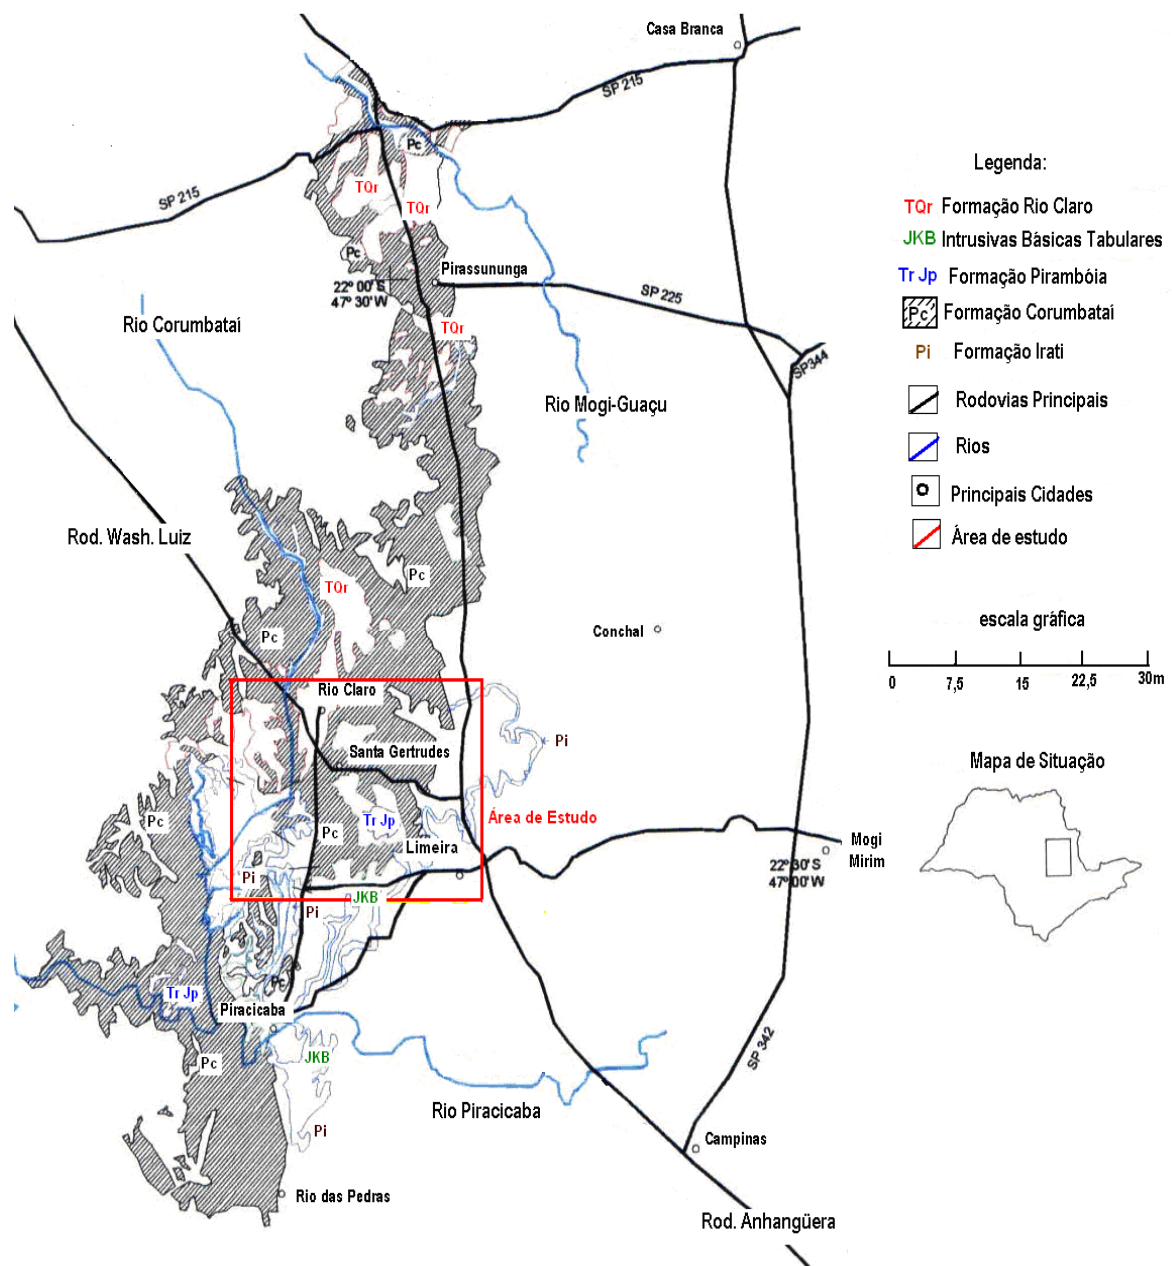 Casa Branca
SP 215
Pc
SP 215
TQr
TQr
Pc
Pirassununga
22º 00' S
47º 30' W
SP 225
Rio Corumbataí
TQr
SP344
Rio Mogi-Guaçu
Rod. Wash. Luiz
Pc
TQr
Pc
Conchal
Rio Claro
Santa Gertrudes
Pi
Pc
Tr Jp
Área de Estudo
Pc
Limeira
Mogi
Mirim
22º 30' S
47º 00' W
Pi
JKB
Pi
Tr Jp
Pc
Piracicaba
Pc
JKB
SP 342
Rio Piracicaba
Pi
Campinas
Rio das Pedras
Rod. Anhangüera
Legenda:
TQr Formação Rio Claro
JKB Intrusivas Básicas Tabulares
Tr Jp Formação Pirambóia
Pc Formação Corumbataí
Pi Formação Irati
Rodovias Principais
Rios
Principais Cidades
Área de estudo
escala gráfica
0 7,5 15 22,5 30m
Mapa de Situação